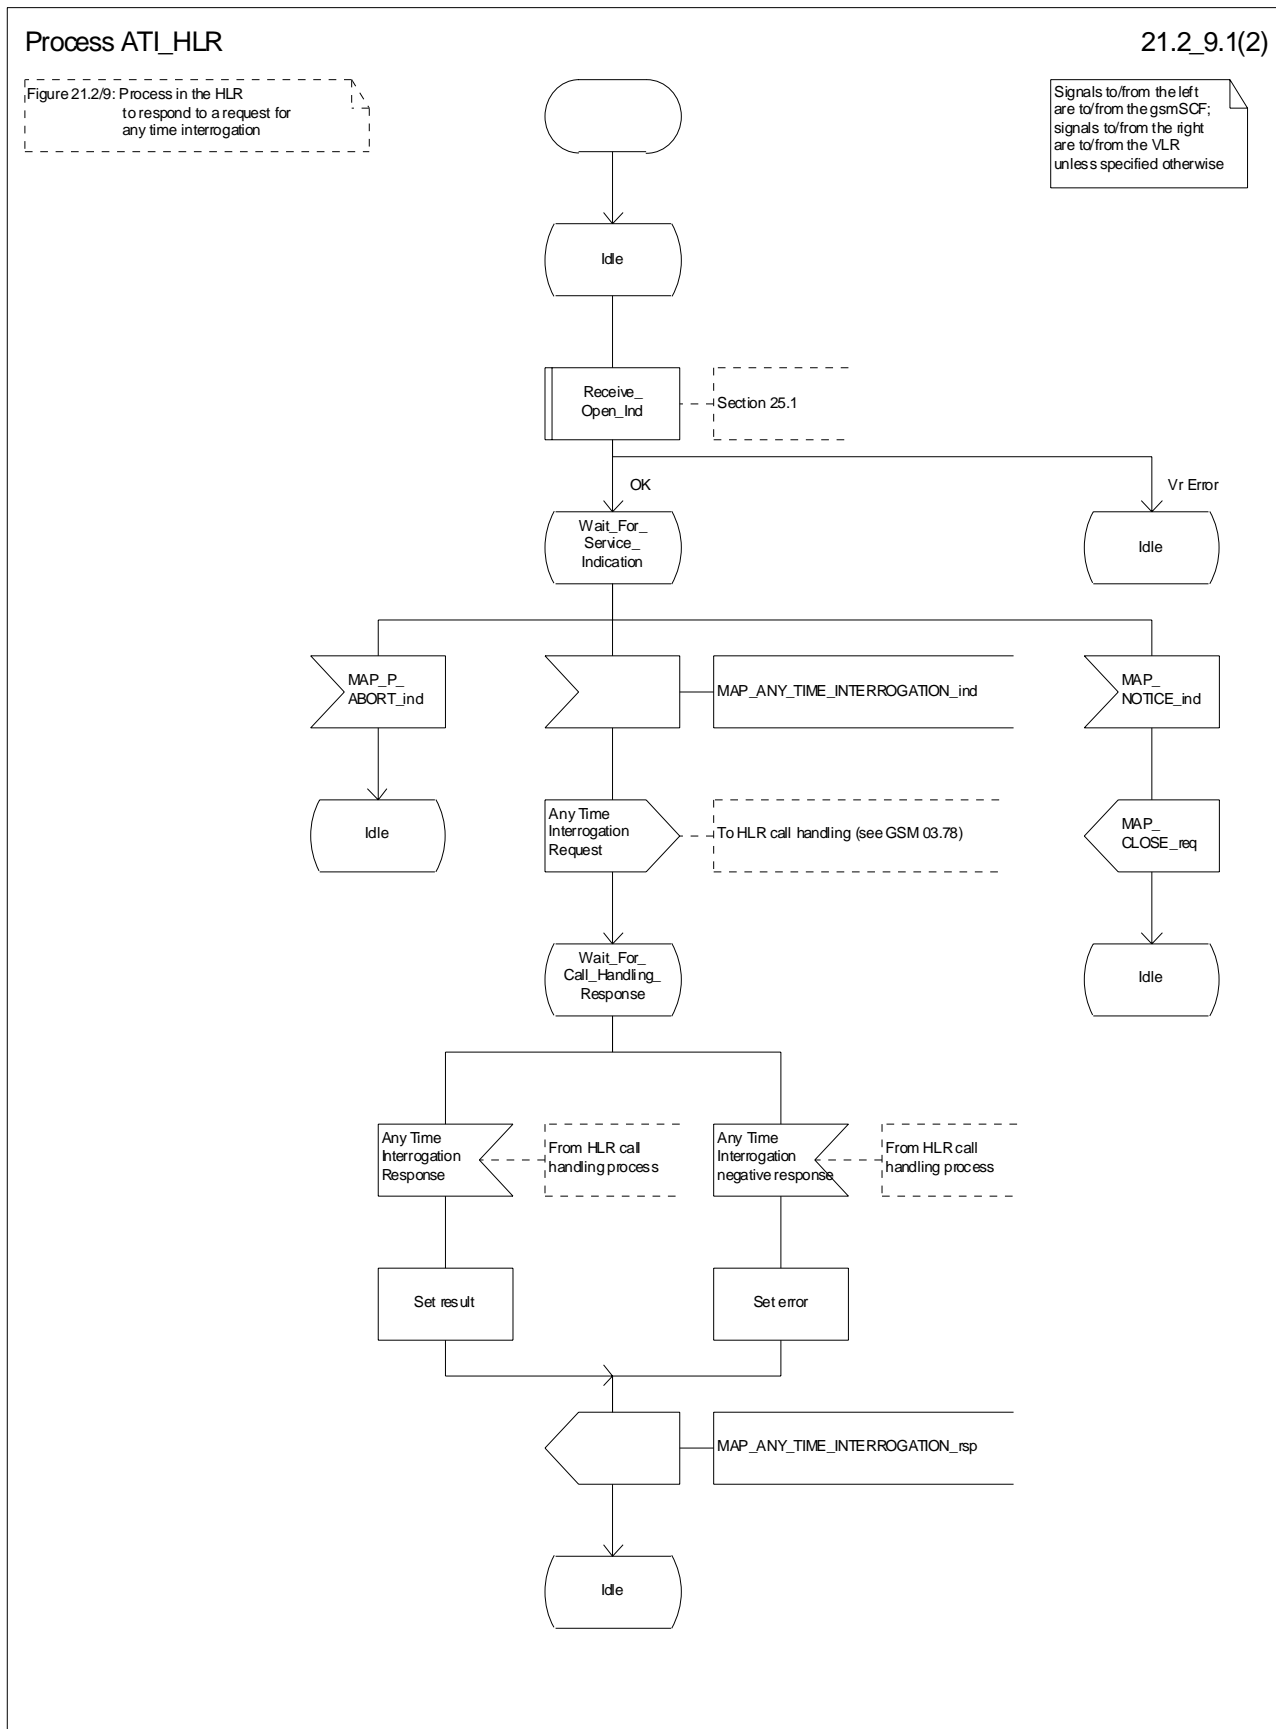 Process ATI_HLR
21.2_9.1(2)
Figure 21.2/9: Process in the HLR
to respond to a request for
any time interrogation
Signals to/from the left
are to/from the gsmSCF;
signals to/from the right
are to/from the VLR
unless specified otherwise
Idle
Receive_
Open_Ind
Section 25.1
OK
Vr Error
Wait_For_
Service_
Indication
Idle
MAP_P_
ABORT_ind
MAP_ANY_TIME_INTERROGATION_ind
MAP_
NOTICE_ind
Idle
Any Time
Interrogation
Request
To HLR call handling (see GSM 03.78)
MAP_
CLOSE_req
Wait_For_
Call_Handling_
Response
Idle
Any Time
Interrogation
Response
From HLR call
handling process
Any Time
Interrogation
negative response
From HLR call
handling process
Set result
Set error
MAP_ANY_TIME_INTERROGATION_rsp
Idle